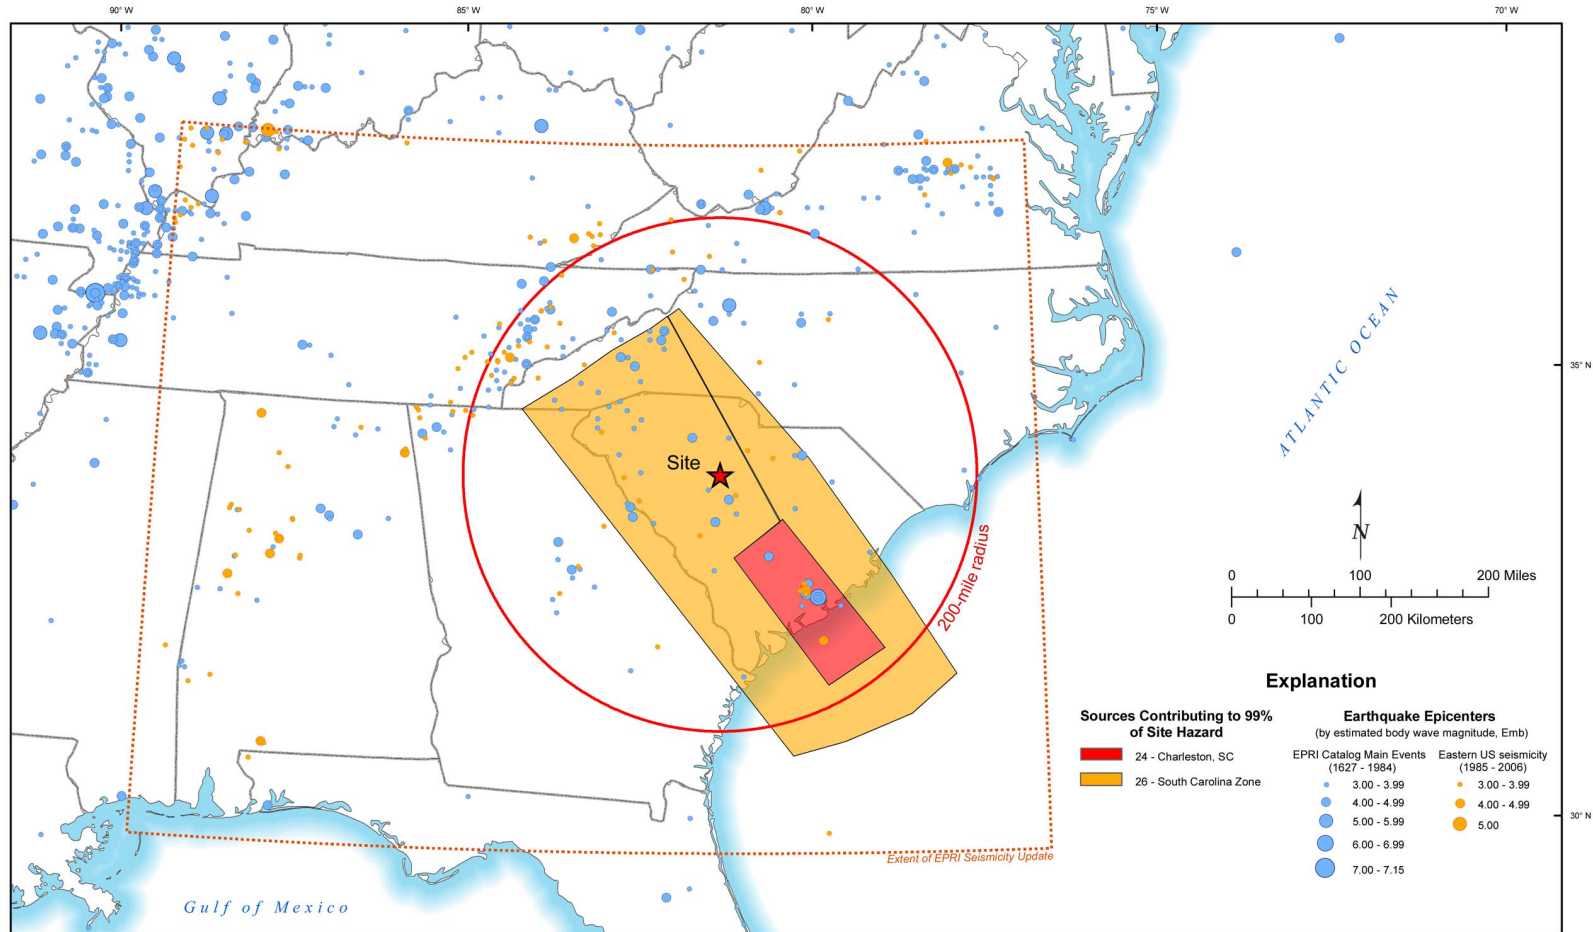 90° W 85° W 80° W 75° W 70° W
35° N
ATLANTIC OCEAN
Site
N
200-mile radius
0 100 200 Miles
0 100 200 Kilometers
Explanation
Sources Contributing to 99%
of Site Hazard
24 - Charleston, SC
26 - South Carolina Zone
Earthquake Epicenters
(by estimated body wave magnitude, Emb)
EPRI Catalog Main Events
(1627 - 1984)
3.00 - 3.99
4.00 - 4.99
5.00 - 5.99
6.00 - 6.99
7.00 - 7.15
Eastern US seismicity
(1985 - 2006)
3.00 - 3.99
4.00 - 4.99
5.00
30° N
Extent of EPRI Seismicity Update
Gulf of Mexico